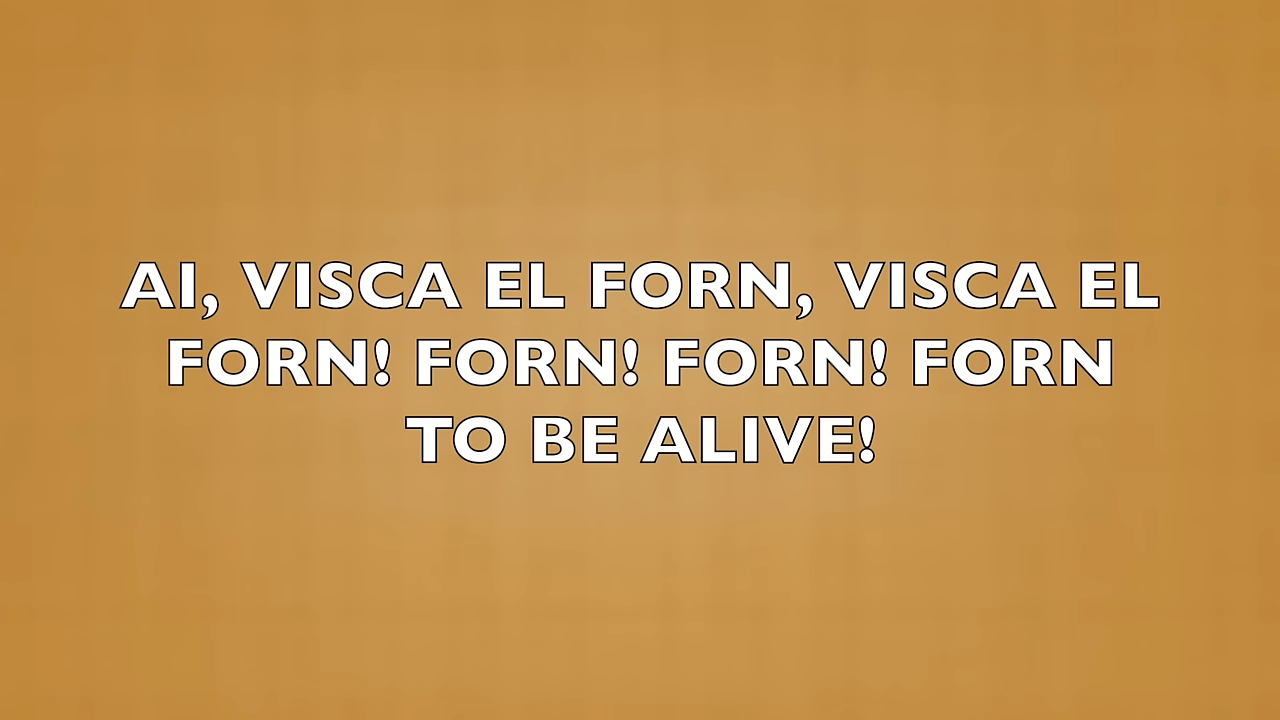 AI, VISCA EL FORN, VISCA EL
FORN! FORN! FORN! FORN
TO BE ALIVE!